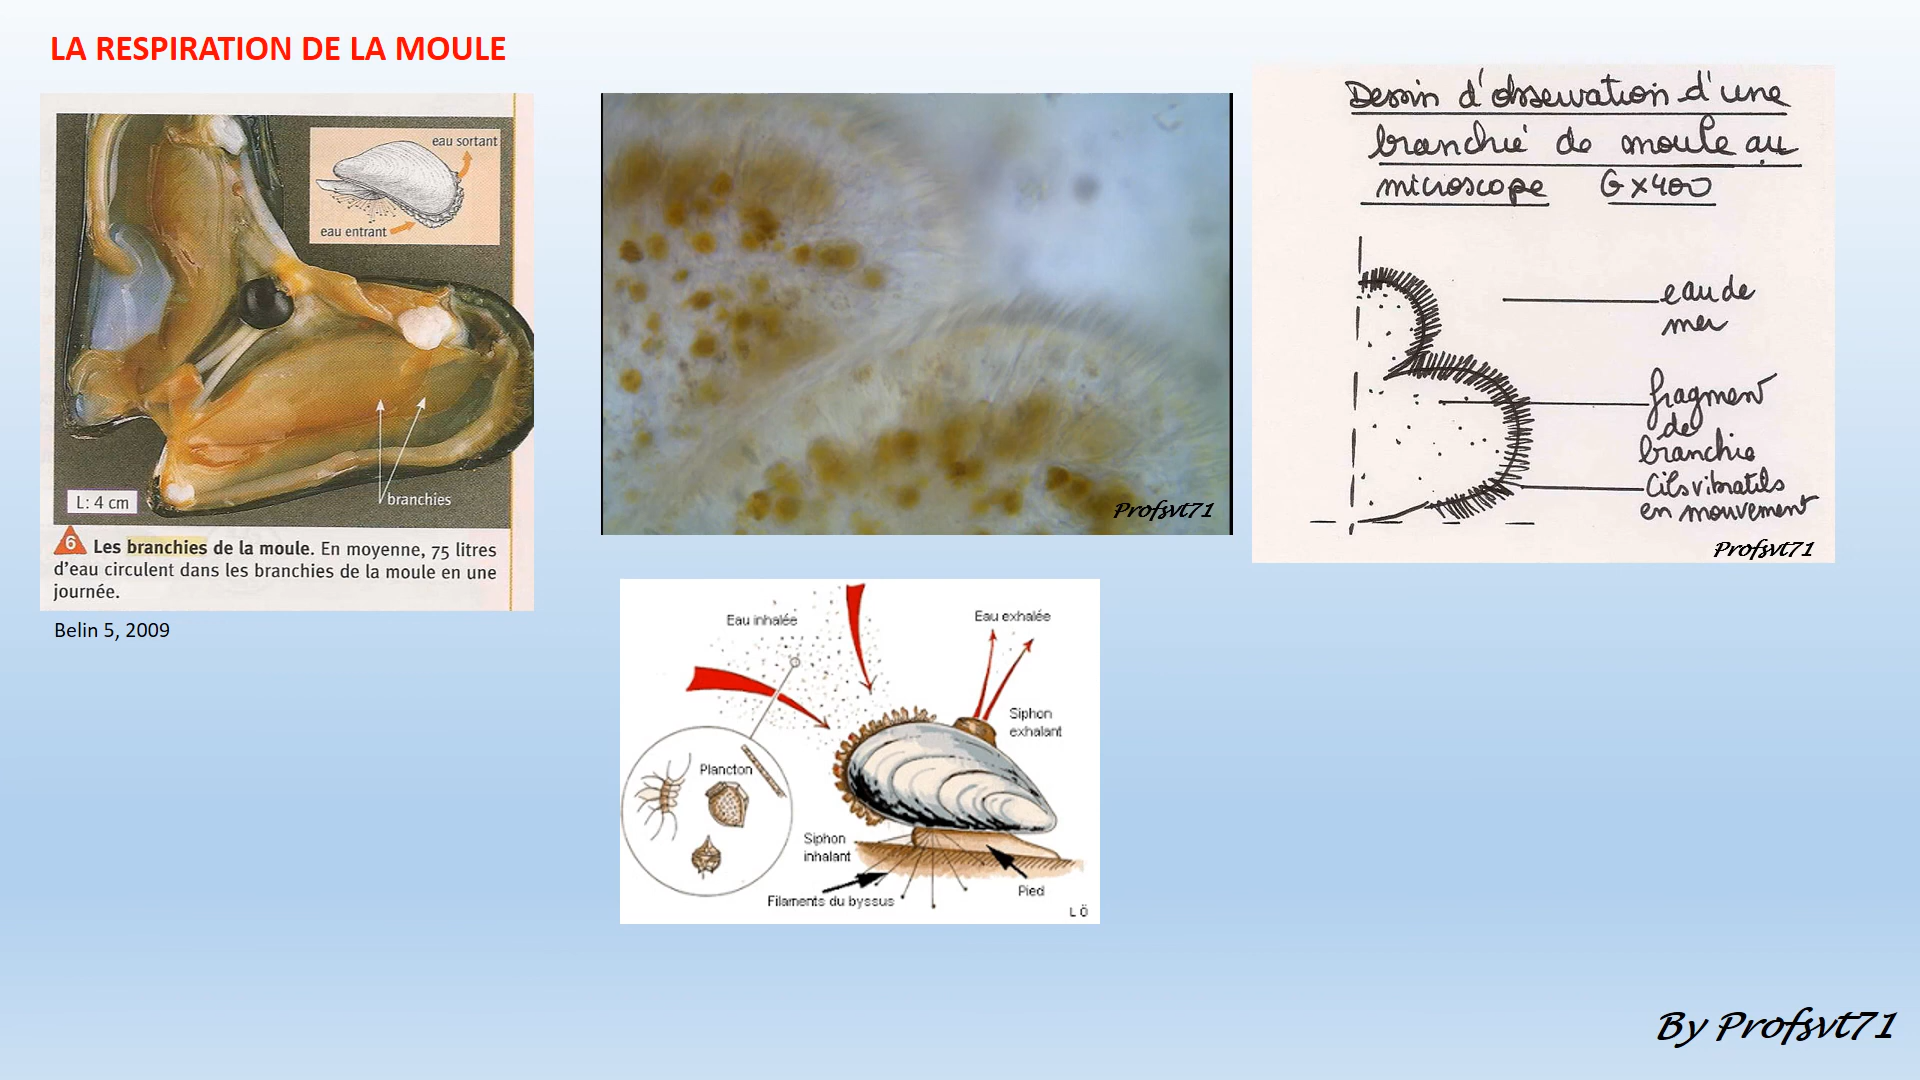 LA RESPIRATION DE LA MOULE
eau sortant
eau entrant
branchies
L: 4 cm
6 Les branchies de la moule. En moyenne, 75 litres
d'eau circulent dans les branchies de la moule en une
journée.
Belin 5, 2009
Profsvt71
Dessin d'observation d'une
branchie de moule au
microscope G x 400
eau de
mer
fragment
de
branchie
Cils vibratils
en mouvement
Profsvt71
Eau inhalée
Eau exhalée
Siphon
exhalant
Plancton
Siphon
inhalant
Filaments du byssus
Pied
L Ö
By Profsvt71